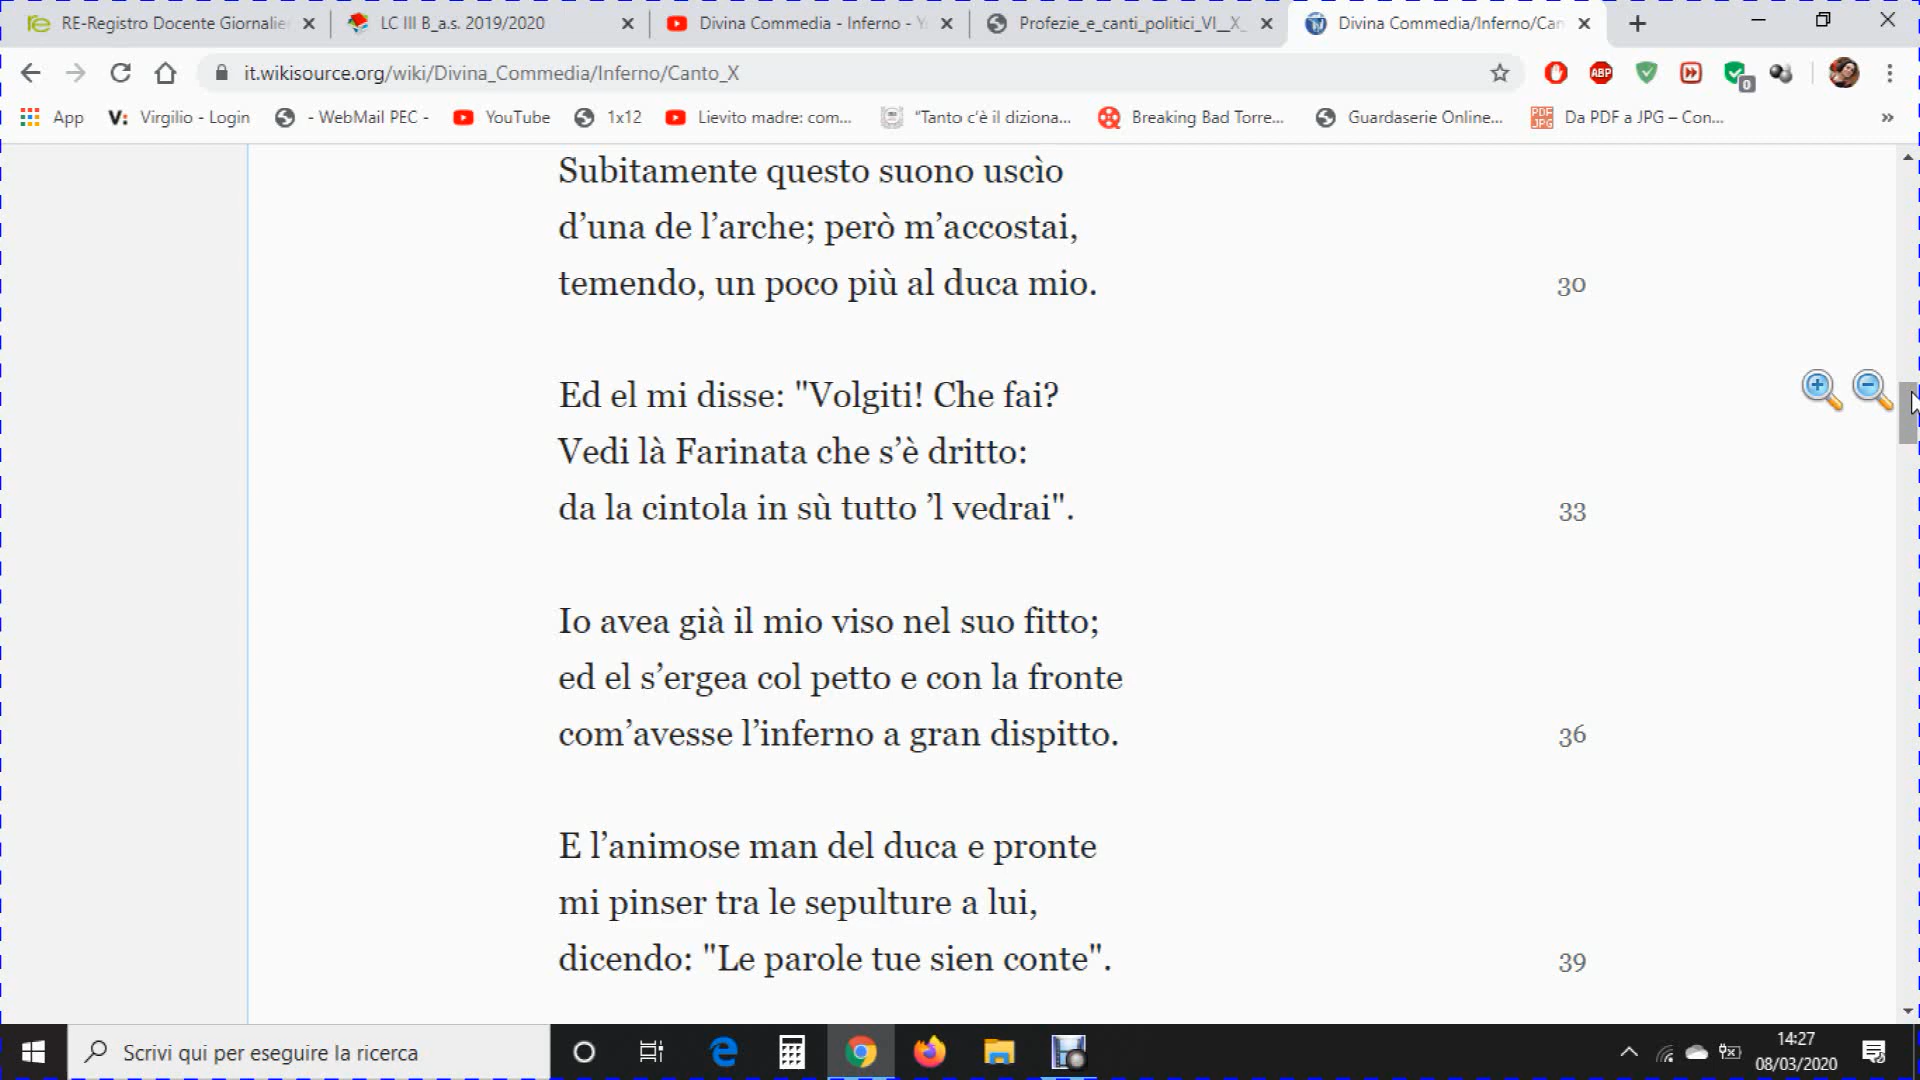 RE-Registro Docente Giornalie
LC III B_a.s. 2019/2020
Divina Commedia - Inferno - Y
Profezie_e_canti_politici_VI__X_
Divina Commedia/Inferno/Can
it.wikisource.org/wiki/Divina_Commedia/Inferno/Canto_X
ABP
0
App
V: Virgilio - Login
- WebMail PEC -
YouTube
1x12
Lievito madre: com...
“Tanto c'è il diziona...
Breaking Bad Torre...
Guardaserie Online...
PDF JPG Da PDF a JPG – Con...
»
Subitamente questo suono uscìo
d’una de l’arche; però m’accostai,
temendo, un poco più al duca mio. 30
Ed el mi disse: "Volgiti! Che fai?
Vedi là Farinata che s’è dritto:
da la cintola in sù tutto ’l vedrai". 33
Io avea già il mio viso nel suo fitto;
ed el s’ergea col petto e con la fronte
com’avesse l’inferno a gran dispitto. 36
E l’animose man del duca e pronte
mi pinser tra le sepulture a lui,
dicendo: "Le parole tue sien conte". 39
Scrivi qui per eseguire la ricerca
14:27
08/03/2020